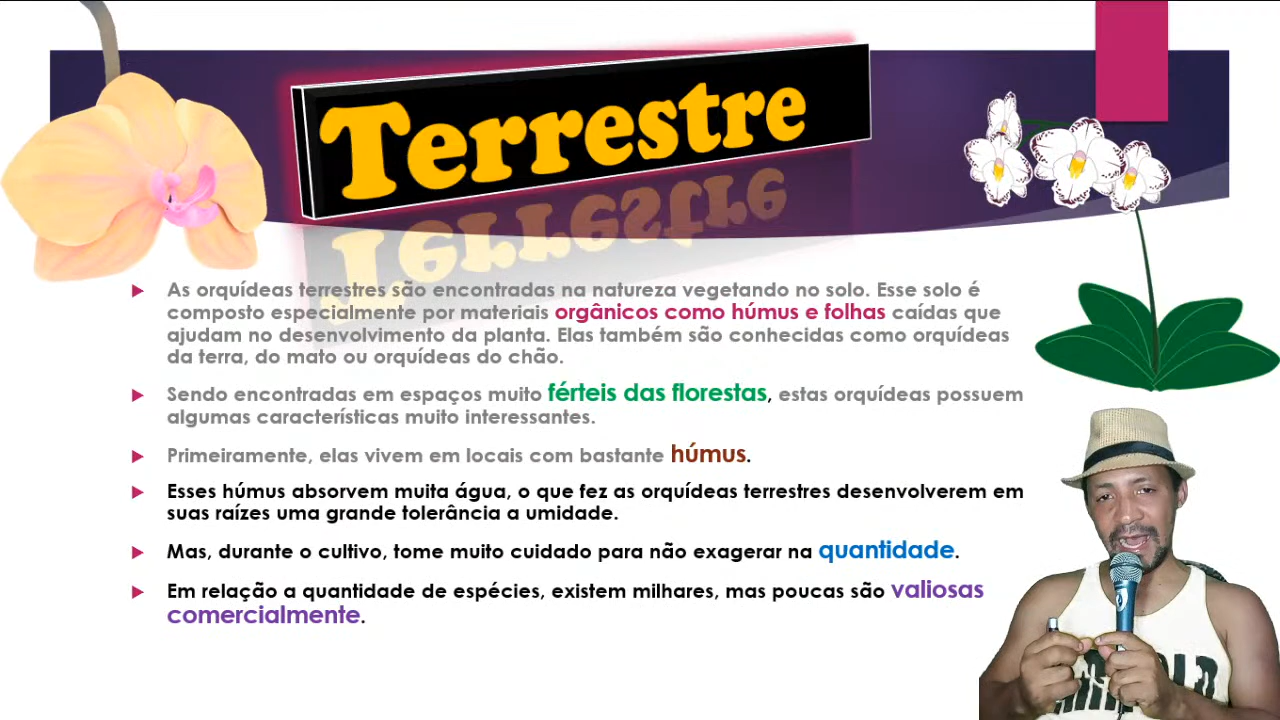 Terrestre
As orquídeas terrestres são encontradas na natureza vegetando no solo. Esse solo é
composto especialmente por materiais orgânicos como húmus e folhas caídas que
ajudam no desenvolvimento da planta. Elas também são conhecidas como orquídeas
da terra, do mato ou orquídeas do chão.
Sendo encontradas em espaços muito férteis das florestas, estas orquídeas possuem
algumas características muito interessantes.
Primeiramente, elas vivem em locais com bastante húmus.
Esses húmus absorvem muita água, o que fez as orquídeas terrestres desenvolverem em
suas raízes uma grande tolerância a umidade.
Mas, durante o cultivo, tome muito cuidado para não exagerar na quantidade.
Em relação a quantidade de espécies, existem milhares, mas poucas são valiosas
comercialmente.